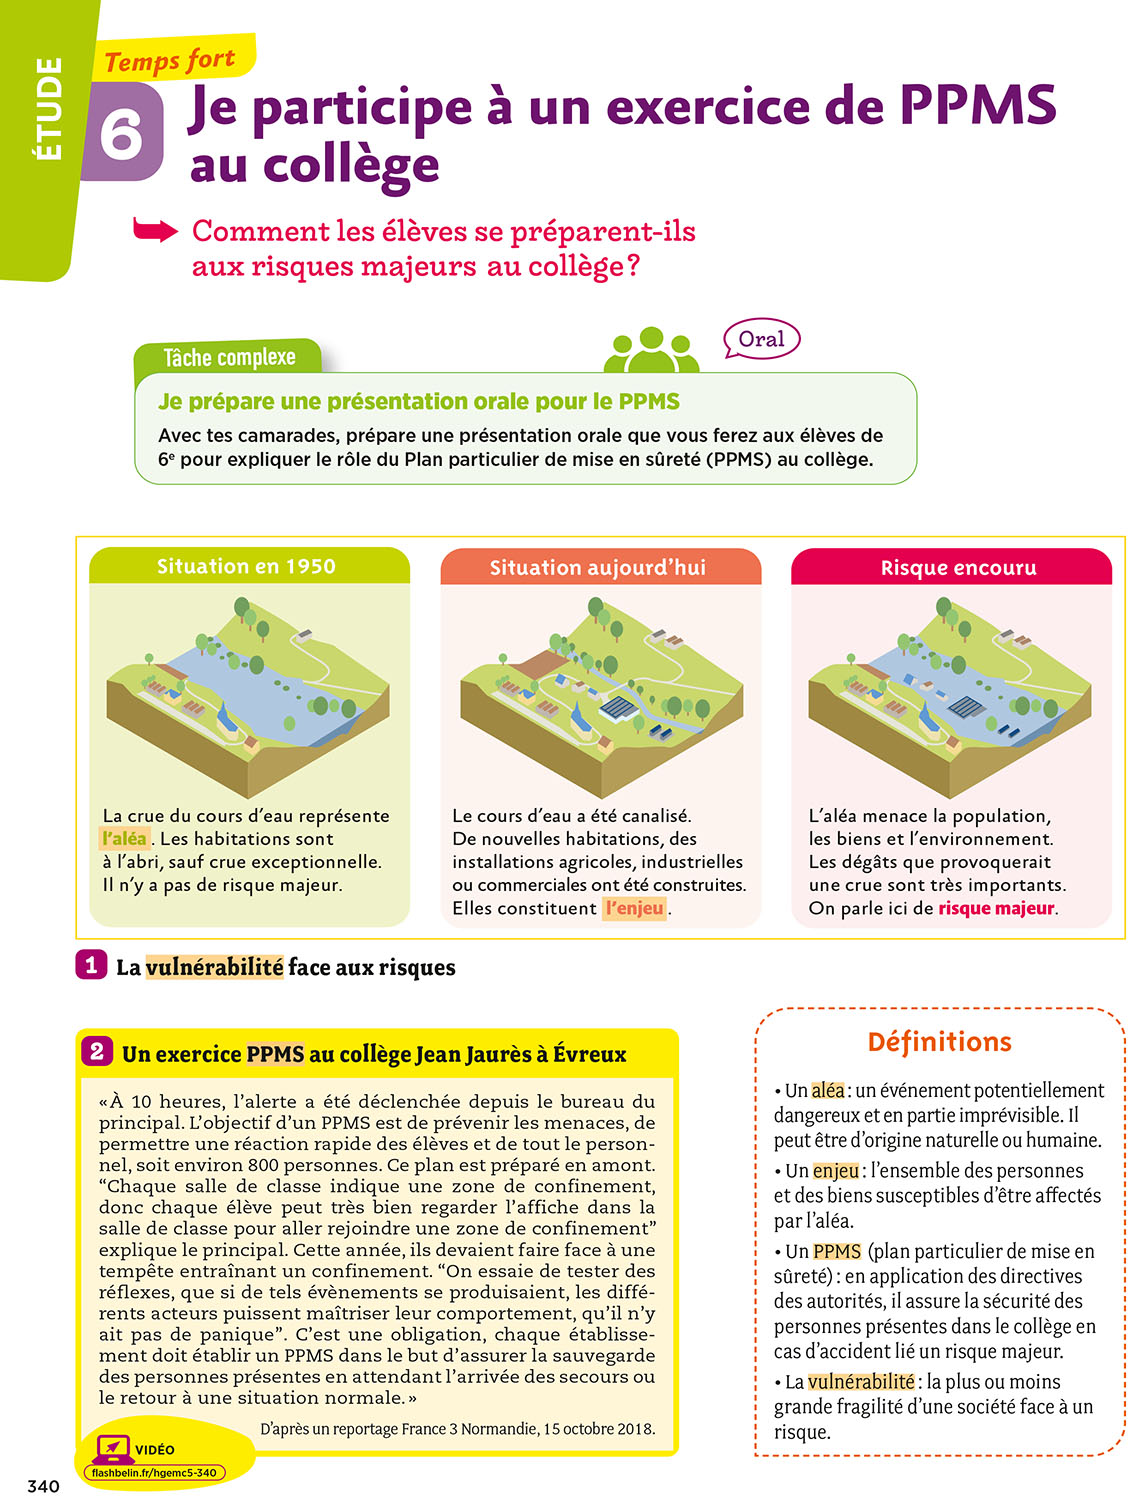 ÉTUDE
Temps fort
6
Je participe à un exercice de PPMS
au collège
Comment les élèves se préparent-ils
aux risques majeurs au collège ?
Oral
Tâche complexe
Je prépare une présentation orale pour le PPMS
Avec tes camarades, prépare une présentation orale que vous ferez aux élèves de
6e pour expliquer le rôle du Plan particulier de mise en sûreté (PPMS) au collège.
Situation en 1950
La crue du cours d'eau représente
l'aléa. Les habitations sont
à l'abri, sauf crue exceptionnelle.
Il n'y a pas de risque majeur.
Situation aujourd'hui
Le cours d'eau a été canalisé.
De nouvelles habitations, des
installations agricoles, industrielles
ou commerciales ont été construites.
Elles constituent l'enjeu.
Risque encouru
L'aléa menace la population,
les biens et l'environnement.
Les dégâts que provoquerait
une crue sont très importants.
On parle ici de risque majeur.
1 La vulnérabilité face aux risques
2 Un exercice PPMS au collège Jean Jaurès à Évreux
« À 10 heures, l'alerte a été déclenchée depuis le bureau du
principal. L'objectif d'un PPMS est de prévenir les menaces, de
permettre une réaction rapide des élèves et de tout le person-
nel, soit environ 800 personnes. Ce plan est préparé en amont.
“Chaque salle de classe indique une zone de confinement,
donc chaque élève peut très bien regarder l'affiche dans la
salle de classe pour aller rejoindre une zone de confinement”
explique le principal. Cette année, ils devaient faire face à une
tempête entraînant un confinement. “On essaie de tester des
réflexes, que si de tels évènements se produisaient, les diffé-
rents acteurs puissent maîtriser leur comportement, qu'il n'y
ait pas de panique”. C'est une obligation, chaque établisse-
ment doit établir un PPMS dans le but d'assurer la sauvegarde
des personnes présentes en attendant l'arrivée des secours ou
le retour à une situation normale. »
D'après un reportage France 3 Normandie, 15 octobre 2018.
VIDÉO
flashbelin.fr/hgemc5-340
Définitions
• Un aléa : un événement potentiellement
dangereux et en partie imprévisible. Il
peut être d'origine naturelle ou humaine.
• Un enjeu : l'ensemble des personnes
et des biens susceptibles d'être affectés
par l'aléa.
• Un PPMS (plan particulier de mise en
sûreté) : en application des directives
des autorités, il assure la sécurité des
personnes présentes dans le collège en
cas d'accident lié un risque majeur.
• La vulnérabilité : la plus ou moins
grande fragilité d'une société face à un
risque.
340